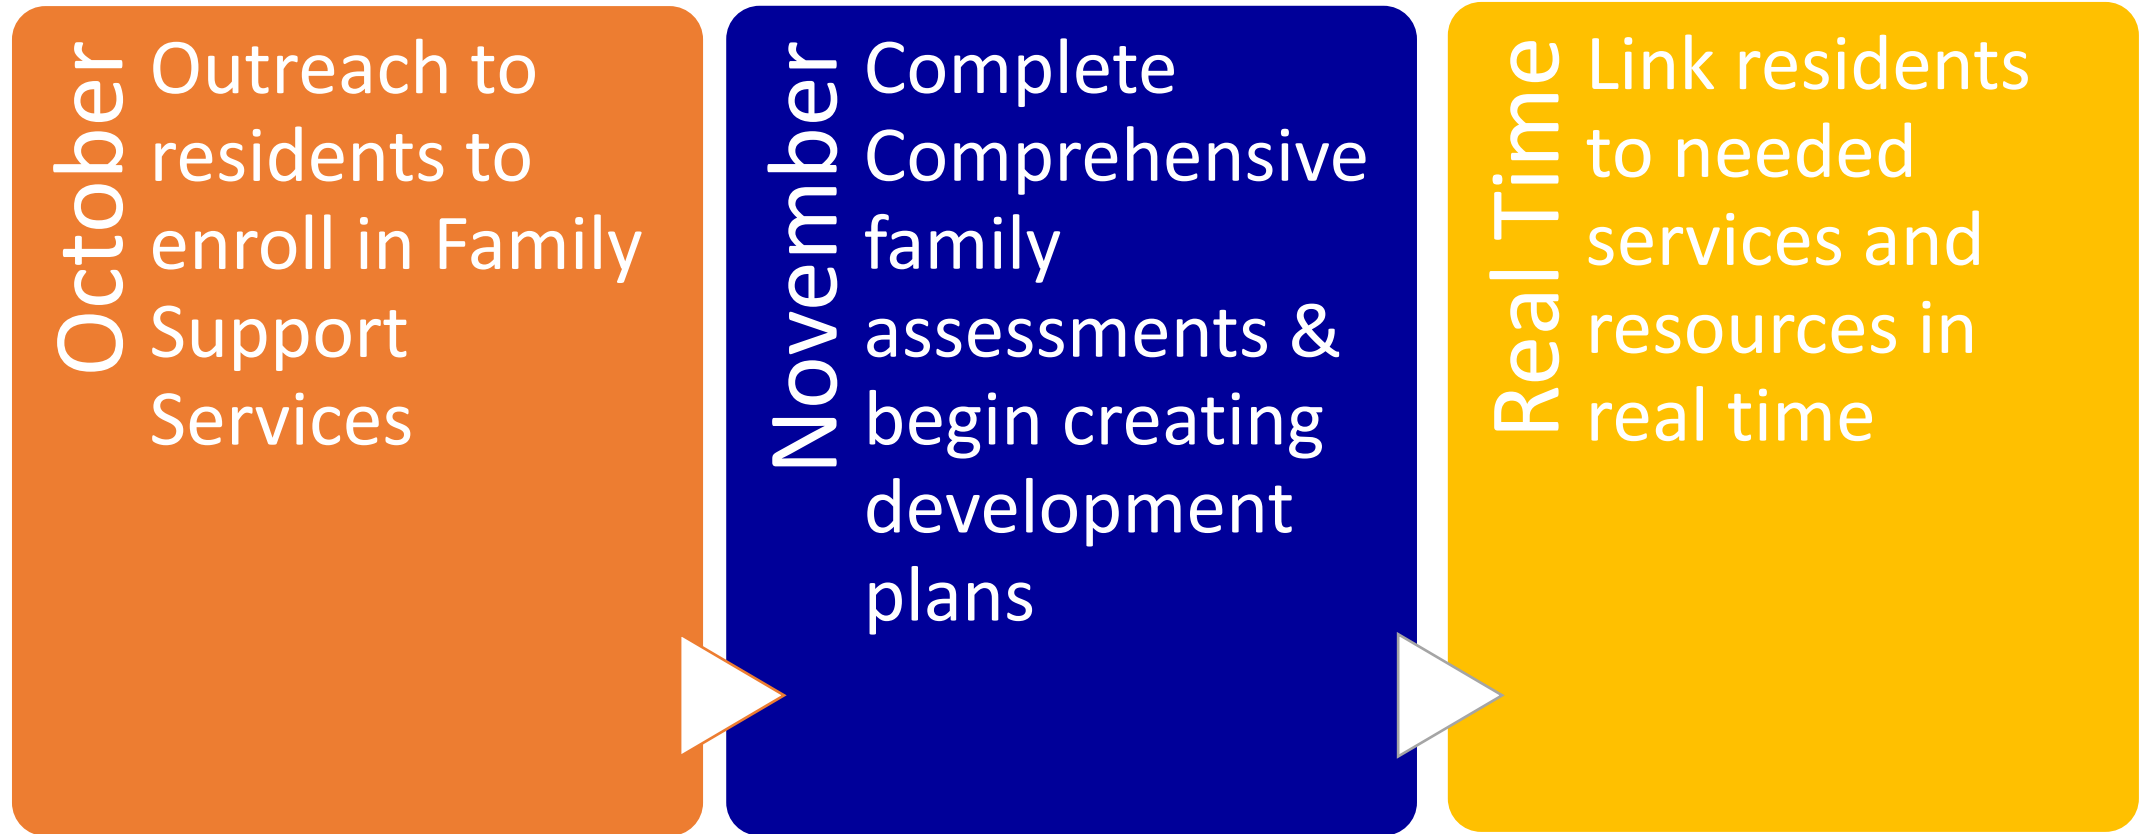 October
Outreach to
residents to
enroll in Family
Support
Services
November
Complete
Comprehensive
family
assessments &
begin creating
development
plans
Real Time
Link residents
to needed
services and
resources in
real time